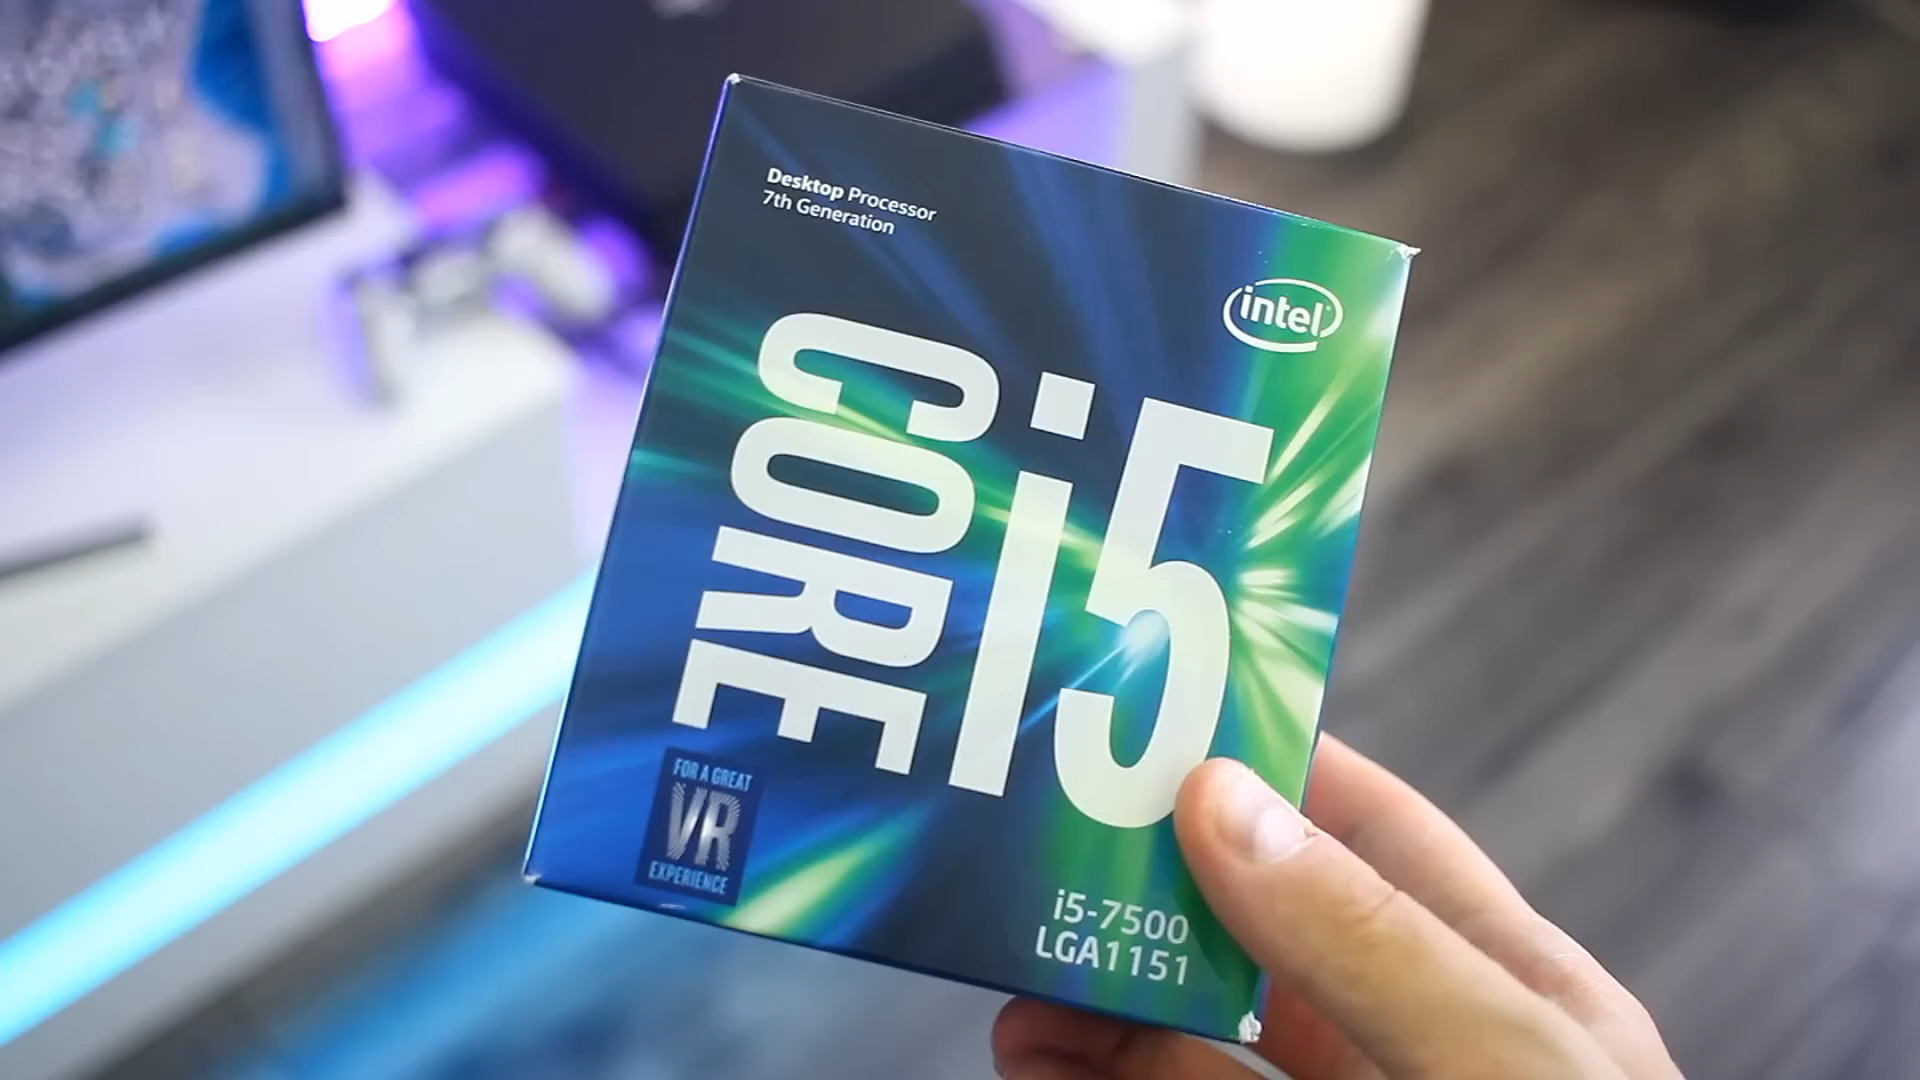 Desktop Processor
7th Generation
intel
CORE i5
FOR A GREAT
VR
EXPERIENCE
i5-7500
LGA1151